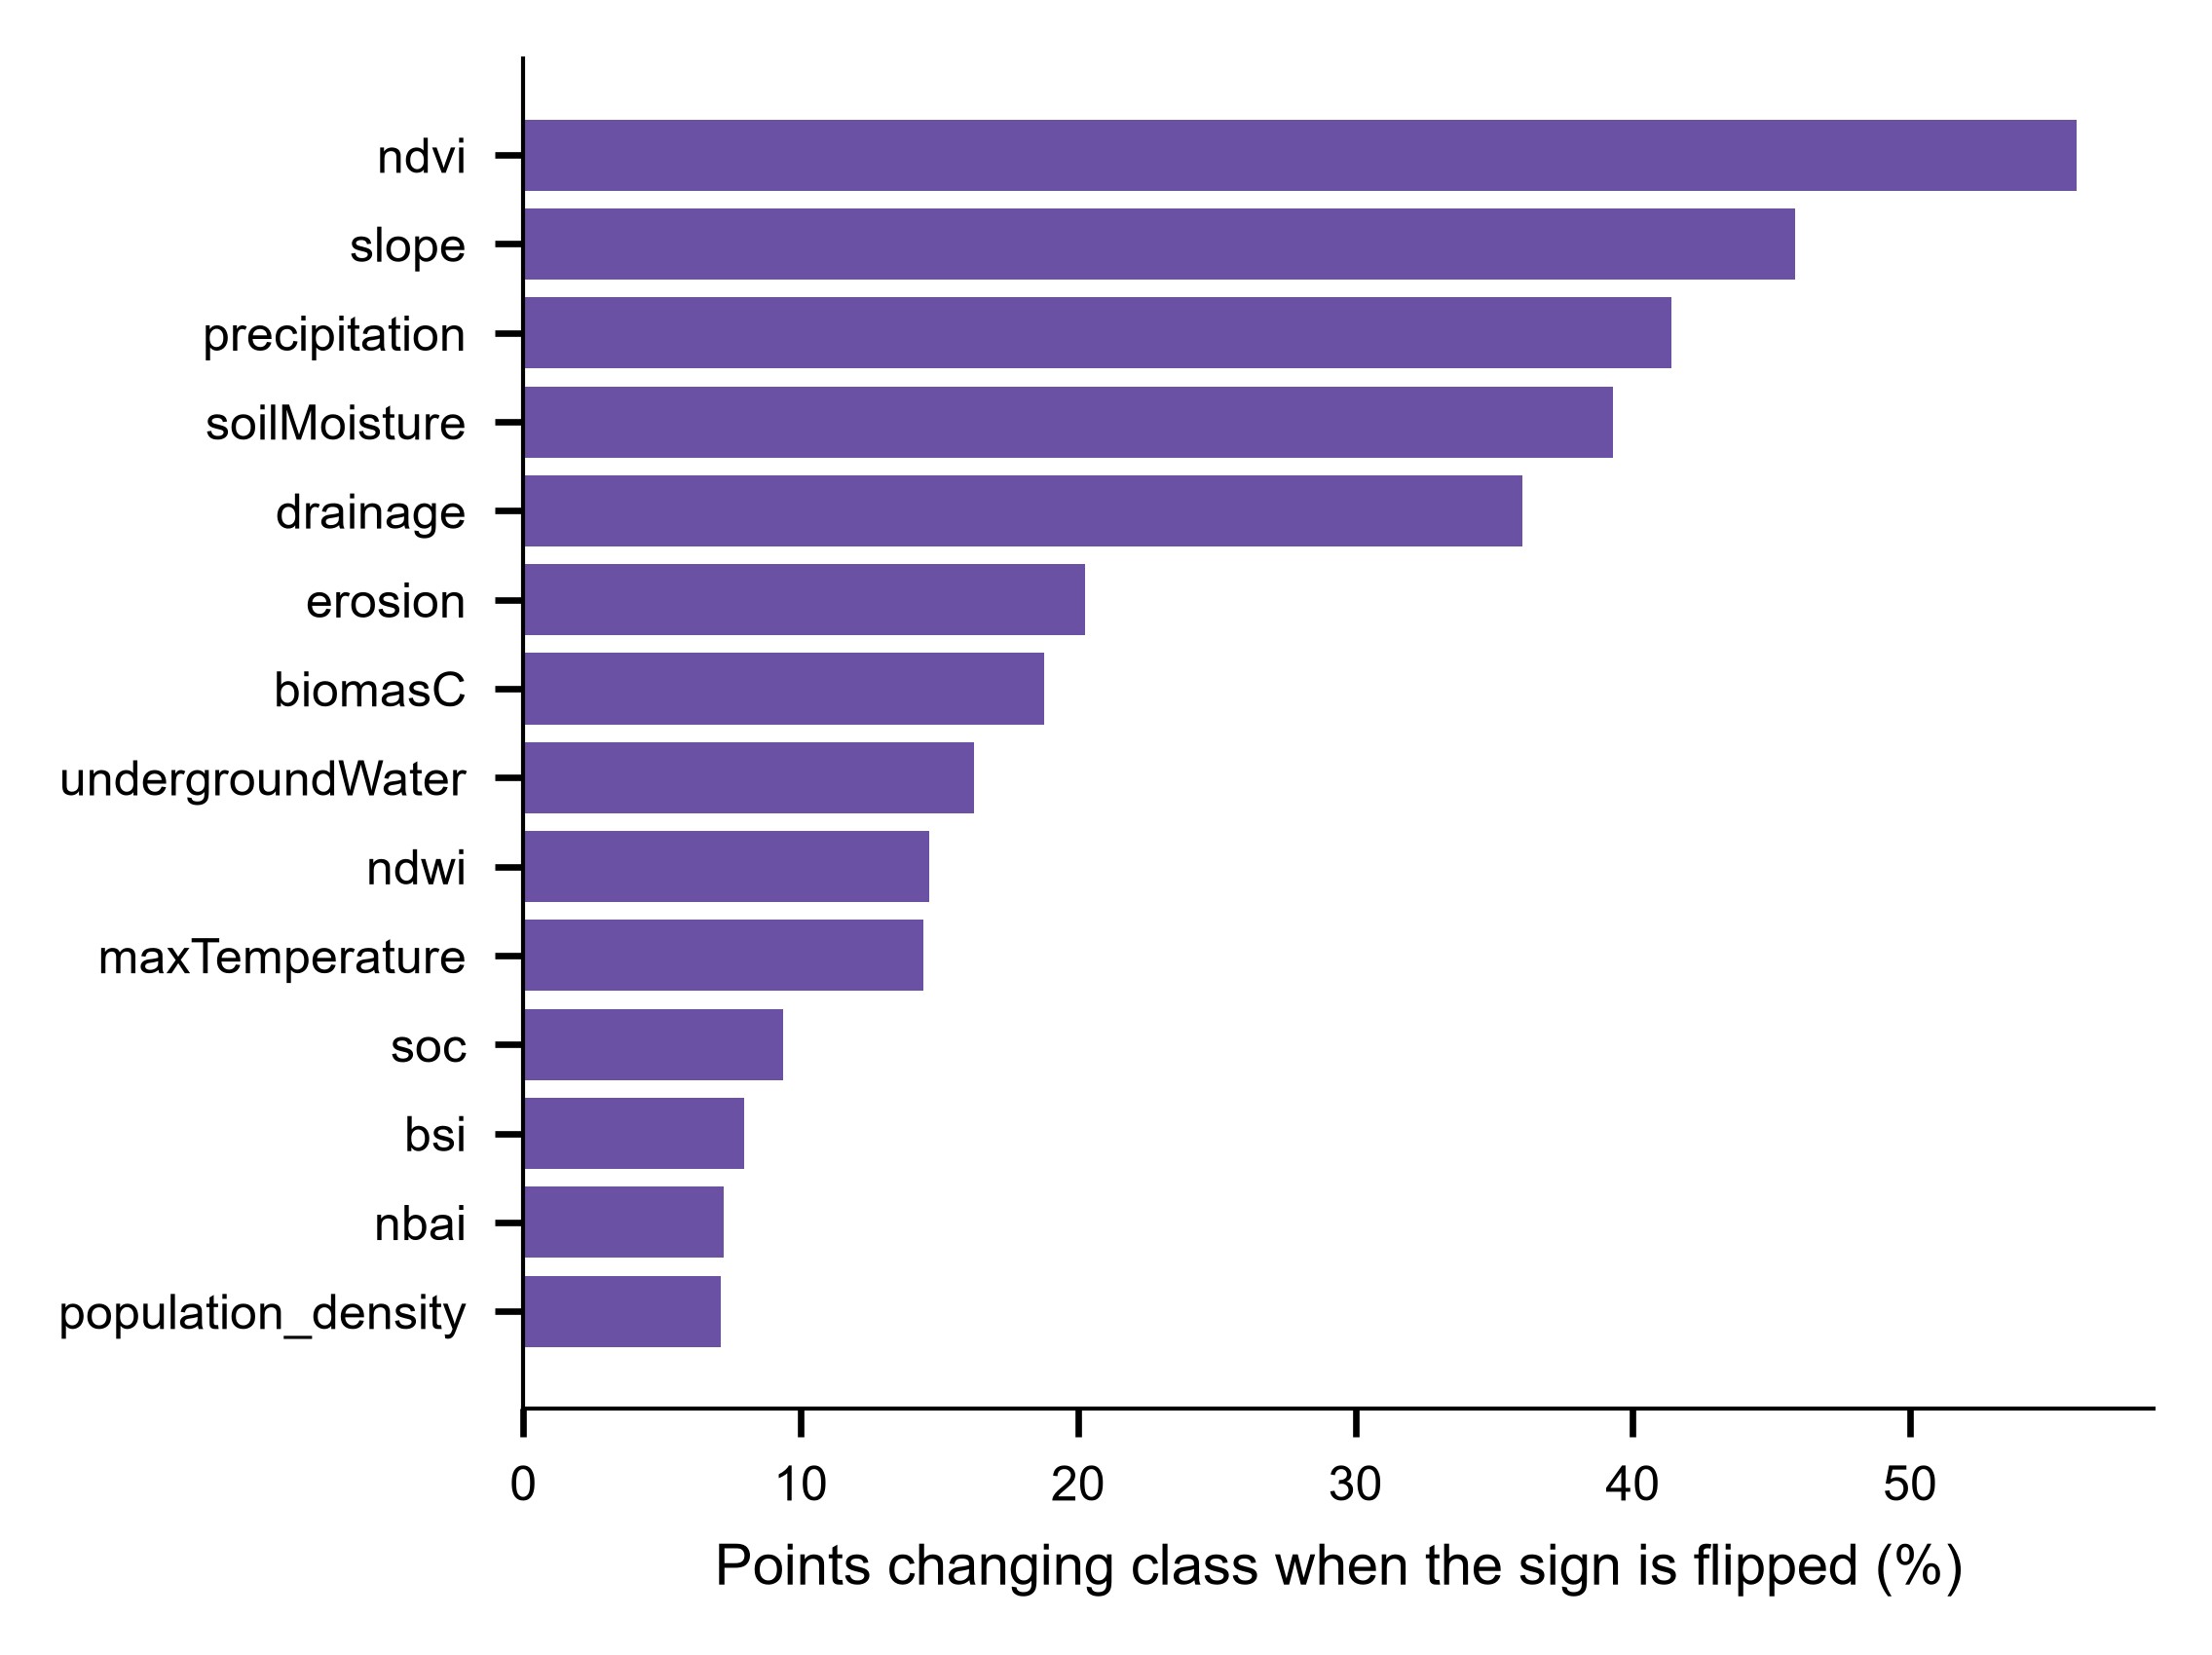 ndvi
slope
precipitation
soilMoisture
drainage
erosion
biomasC
undergroundWater
ndwi
maxTemperature
soc
bsi
nbai
population_density
0 10 20 30 40 50
Points changing class when the sign is flipped (%)